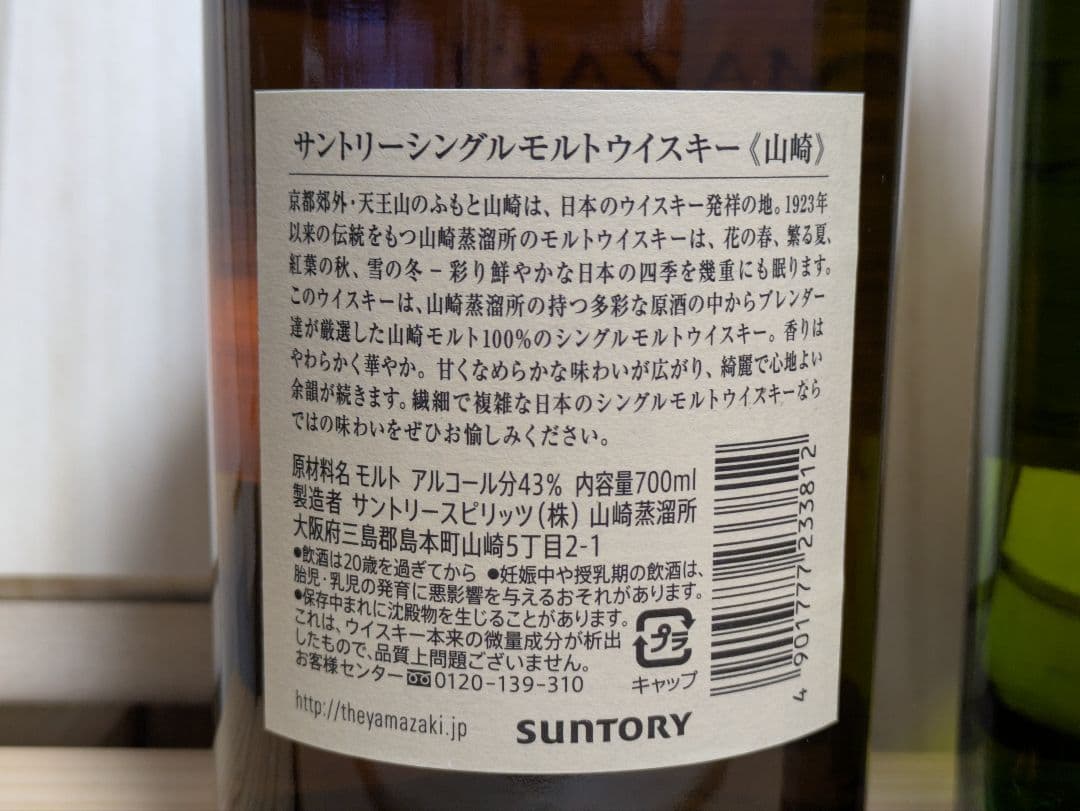 サントリーシングルモルトウイスキー《山崎》
京都郊外・天王山のふもと山崎は、日本のウイスキー発祥の地。1923年
以来の伝統をもつ山崎蒸溜所のモルトウイスキーは、花の春、繁る夏、
紅葉の秋、雪の冬－彩り鮮やかな日本の四季を幾重にも眠ります。
このウイスキーは、山崎蒸溜所の持つ多彩な原酒の中からブレンダー
達が厳選した山崎モルト100％のシングルモルトウイスキー。香りは
やわらかく華やか。甘くなめらかな味わいが広がり、綺麗で心地よい
余韻が続きます。繊細で複雑な日本のシングルモルトウイスキーなら
ではの味わいをぜひお愉しみください。
原材料名 モルト アルコール分43％ 内容量700ml
製造者 サントリースピリッツ(株) 山崎蒸溜所
大阪府三島郡島本町山崎5丁目2-1
●飲酒は20歳を過ぎてから ●妊娠中や授乳期の飲酒は、
胎児・乳児の発育に悪影響を与えるおそれがあります。
●保存中まれに沈殿物を生じることがあります。
これは、ウイスキー本来の微量成分が析出
したもので、品質上問題ございません。
お客様センター 0120-139-310
プラ
キャップ
http://theyamazaki.jp
SUNTORY
4 901777 233812